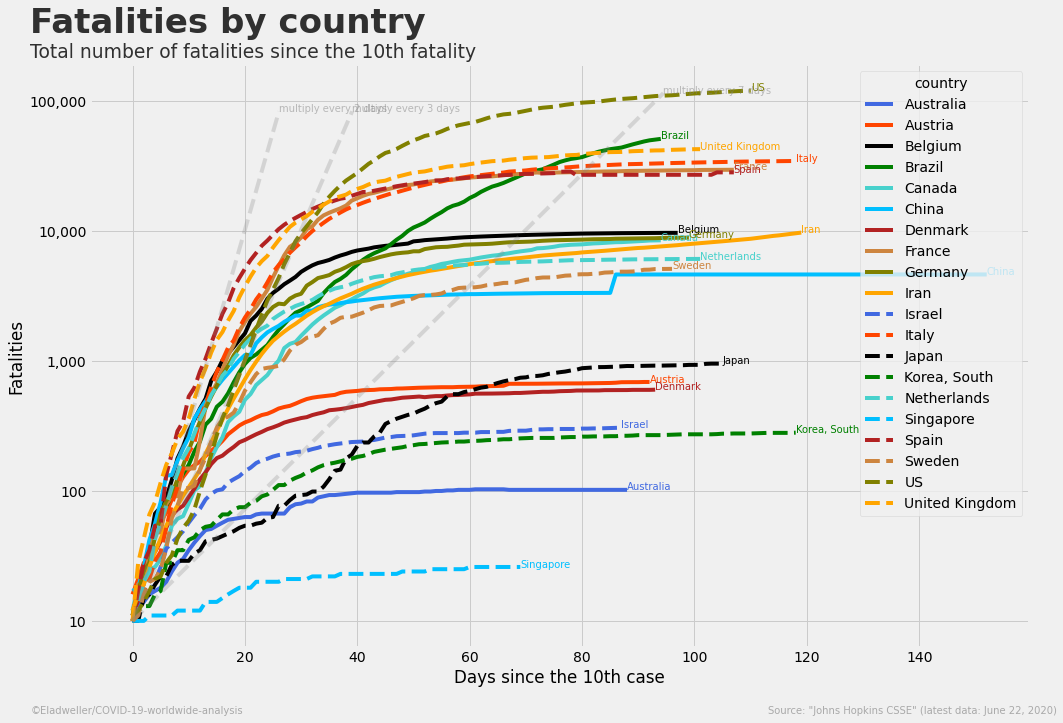 Fatalities by country
Total number of fatalities since the 10th fatality
100,000
10,000
1,000
100
10
Fatalities
0
20
40
60
80
100
120
140
Days since the 10th case
multiply every 2 days
multiply every 3 days
multiply every 7 days
US
Brazil
United Kingdom
Italy
France
Spain
Belgium
Germany
Canada
Iran
Netherlands
Sweden
China
Japan
Austria
Denmark
Israel
Korea, South
Australia
Singapore
country
Australia
Austria
Belgium
Brazil
Canada
China
Denmark
France
Germany
Iran
Israel
Italy
Japan
Korea, South
Netherlands
Singapore
Spain
Sweden
US
United Kingdom
©Eladweller/COVID-19-worldwide-analysis
Source: "Johns Hopkins CSSE" (latest data: June 22, 2020)